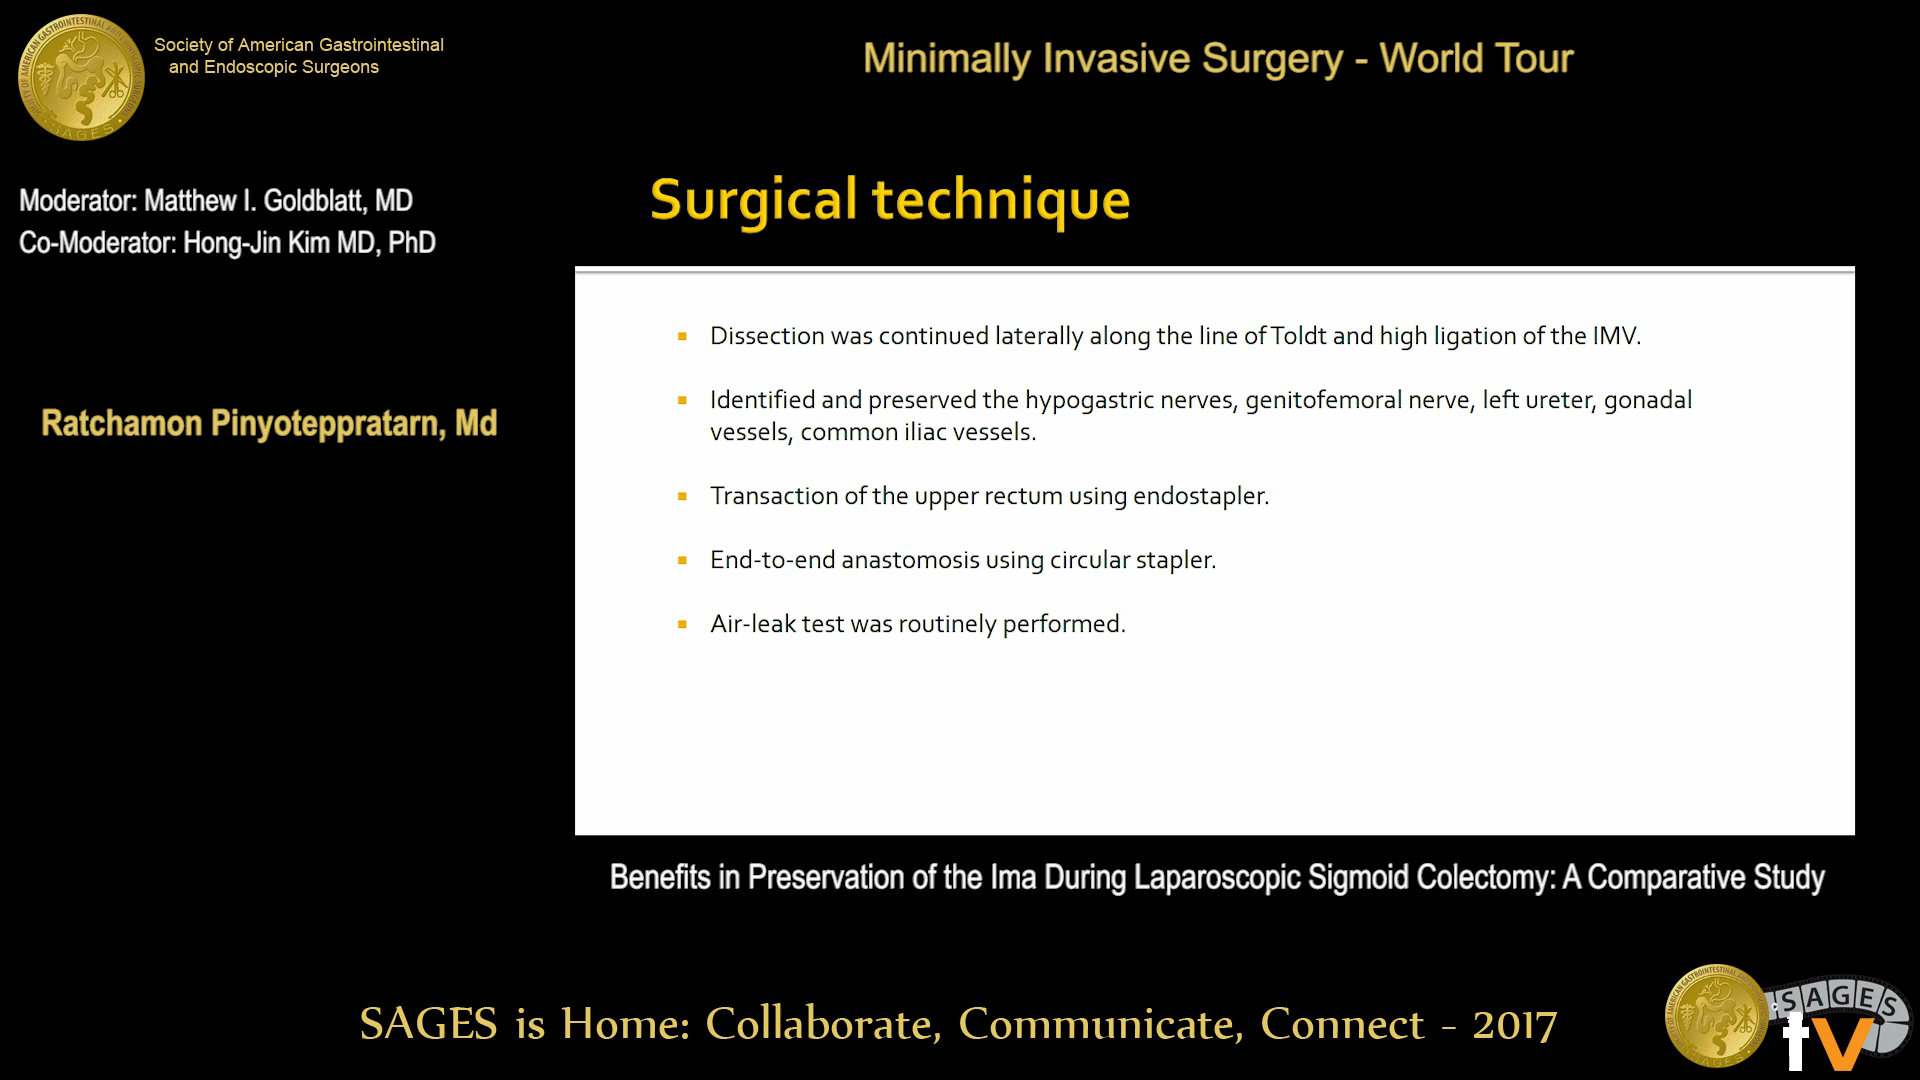 Society of American Gastrointestinal
and Endoscopic Surgeons
Minimally Invasive Surgery - World Tour
Moderator: Matthew I. Goldblatt, MD
Co-Moderator: Hong-Jin Kim MD, PhD
Ratchamon Pinyoteppratarn, Md
Surgical technique
Dissection was continued laterally along the line of Toldt and high ligation of the IMV.
Identified and preserved the hypogastric nerves, genitofemoral nerve, left ureter, gonadal
vessels, common iliac vessels.
Transaction of the upper rectum using endostapler.
End-to-end anastomosis using circular stapler.
Air-leak test was routinely performed.
Benefits in Preservation of the Ima During Laparoscopic Sigmoid Colectomy: A Comparative Study
SAGES is Home: Collaborate, Communicate, Connect - 2017
SAGES
tv